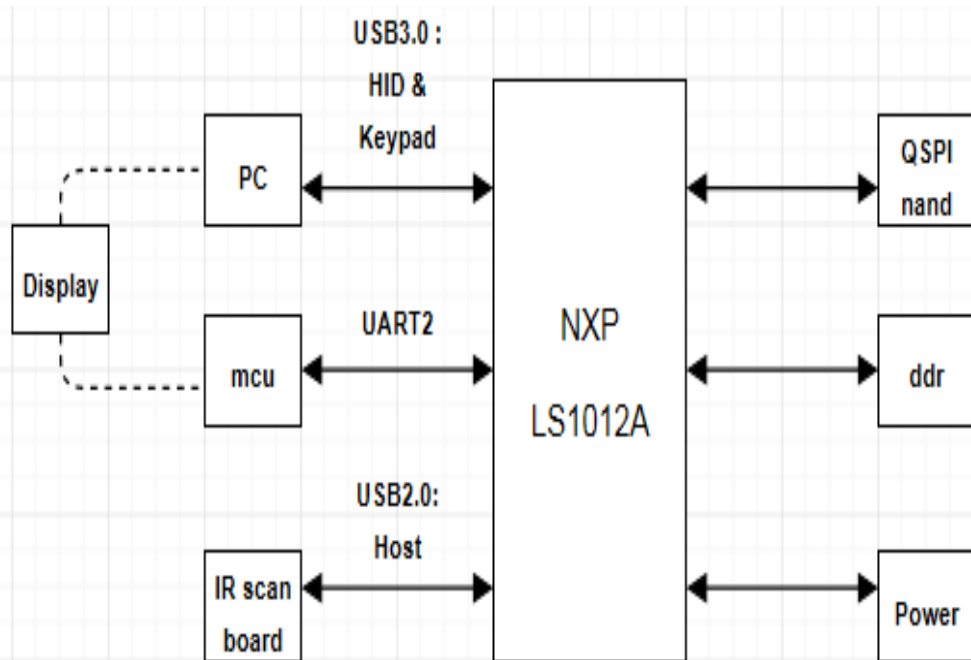 USB3.0 :
HID &
Keypad
PC
QSPI
nand
Display
UART2
mcu
NXP
LS1012A
ddr
USB2.0:
Host
IR scan
board
Power